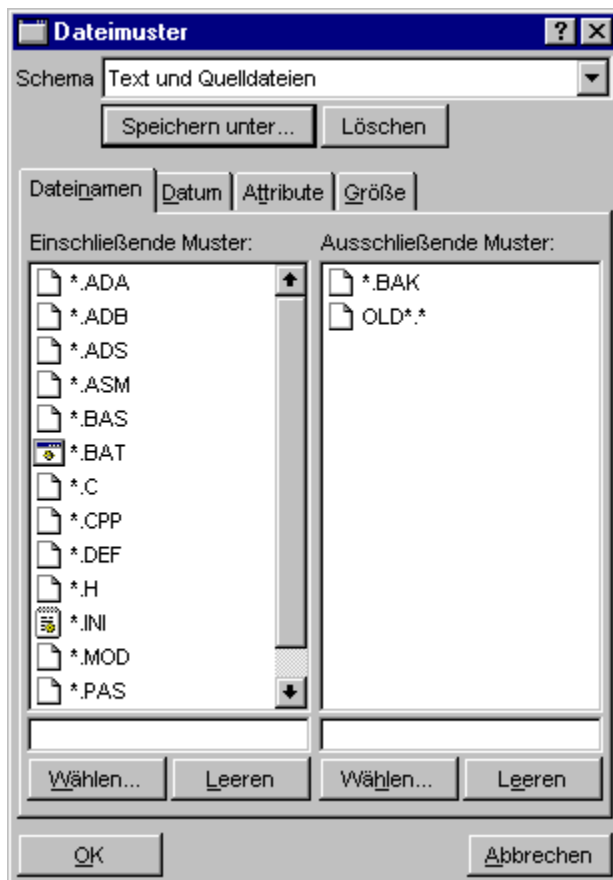 Dateimuster
Schema Text und Quelldateien
Speichern unter... Löschen
Dateinamen Datum Attribute Größe
Einschließende Muster: Ausschließende Muster:
*.ADA *.BAK
*.ADB OLD*.*
*.ADS
*.ASM
*.BAS
*.BAT
*.C
*.CPP
*.DEF
*.H
*.INI
*.MOD
*.PAS
Wählen... Leeren Wählen... Leeren
OK Abbrechen